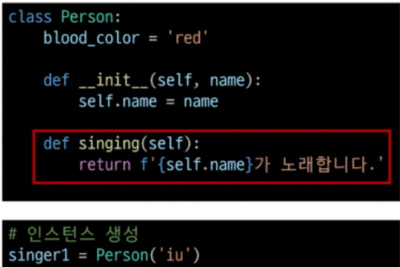 class Person:
    blood_color = 'red'
    def __init__(self, name):
        self.name = name
    def singing(self):
        return f'{self.name}가 노래합니다.'
# 인스턴스 생성
singer1 = Person('iu')